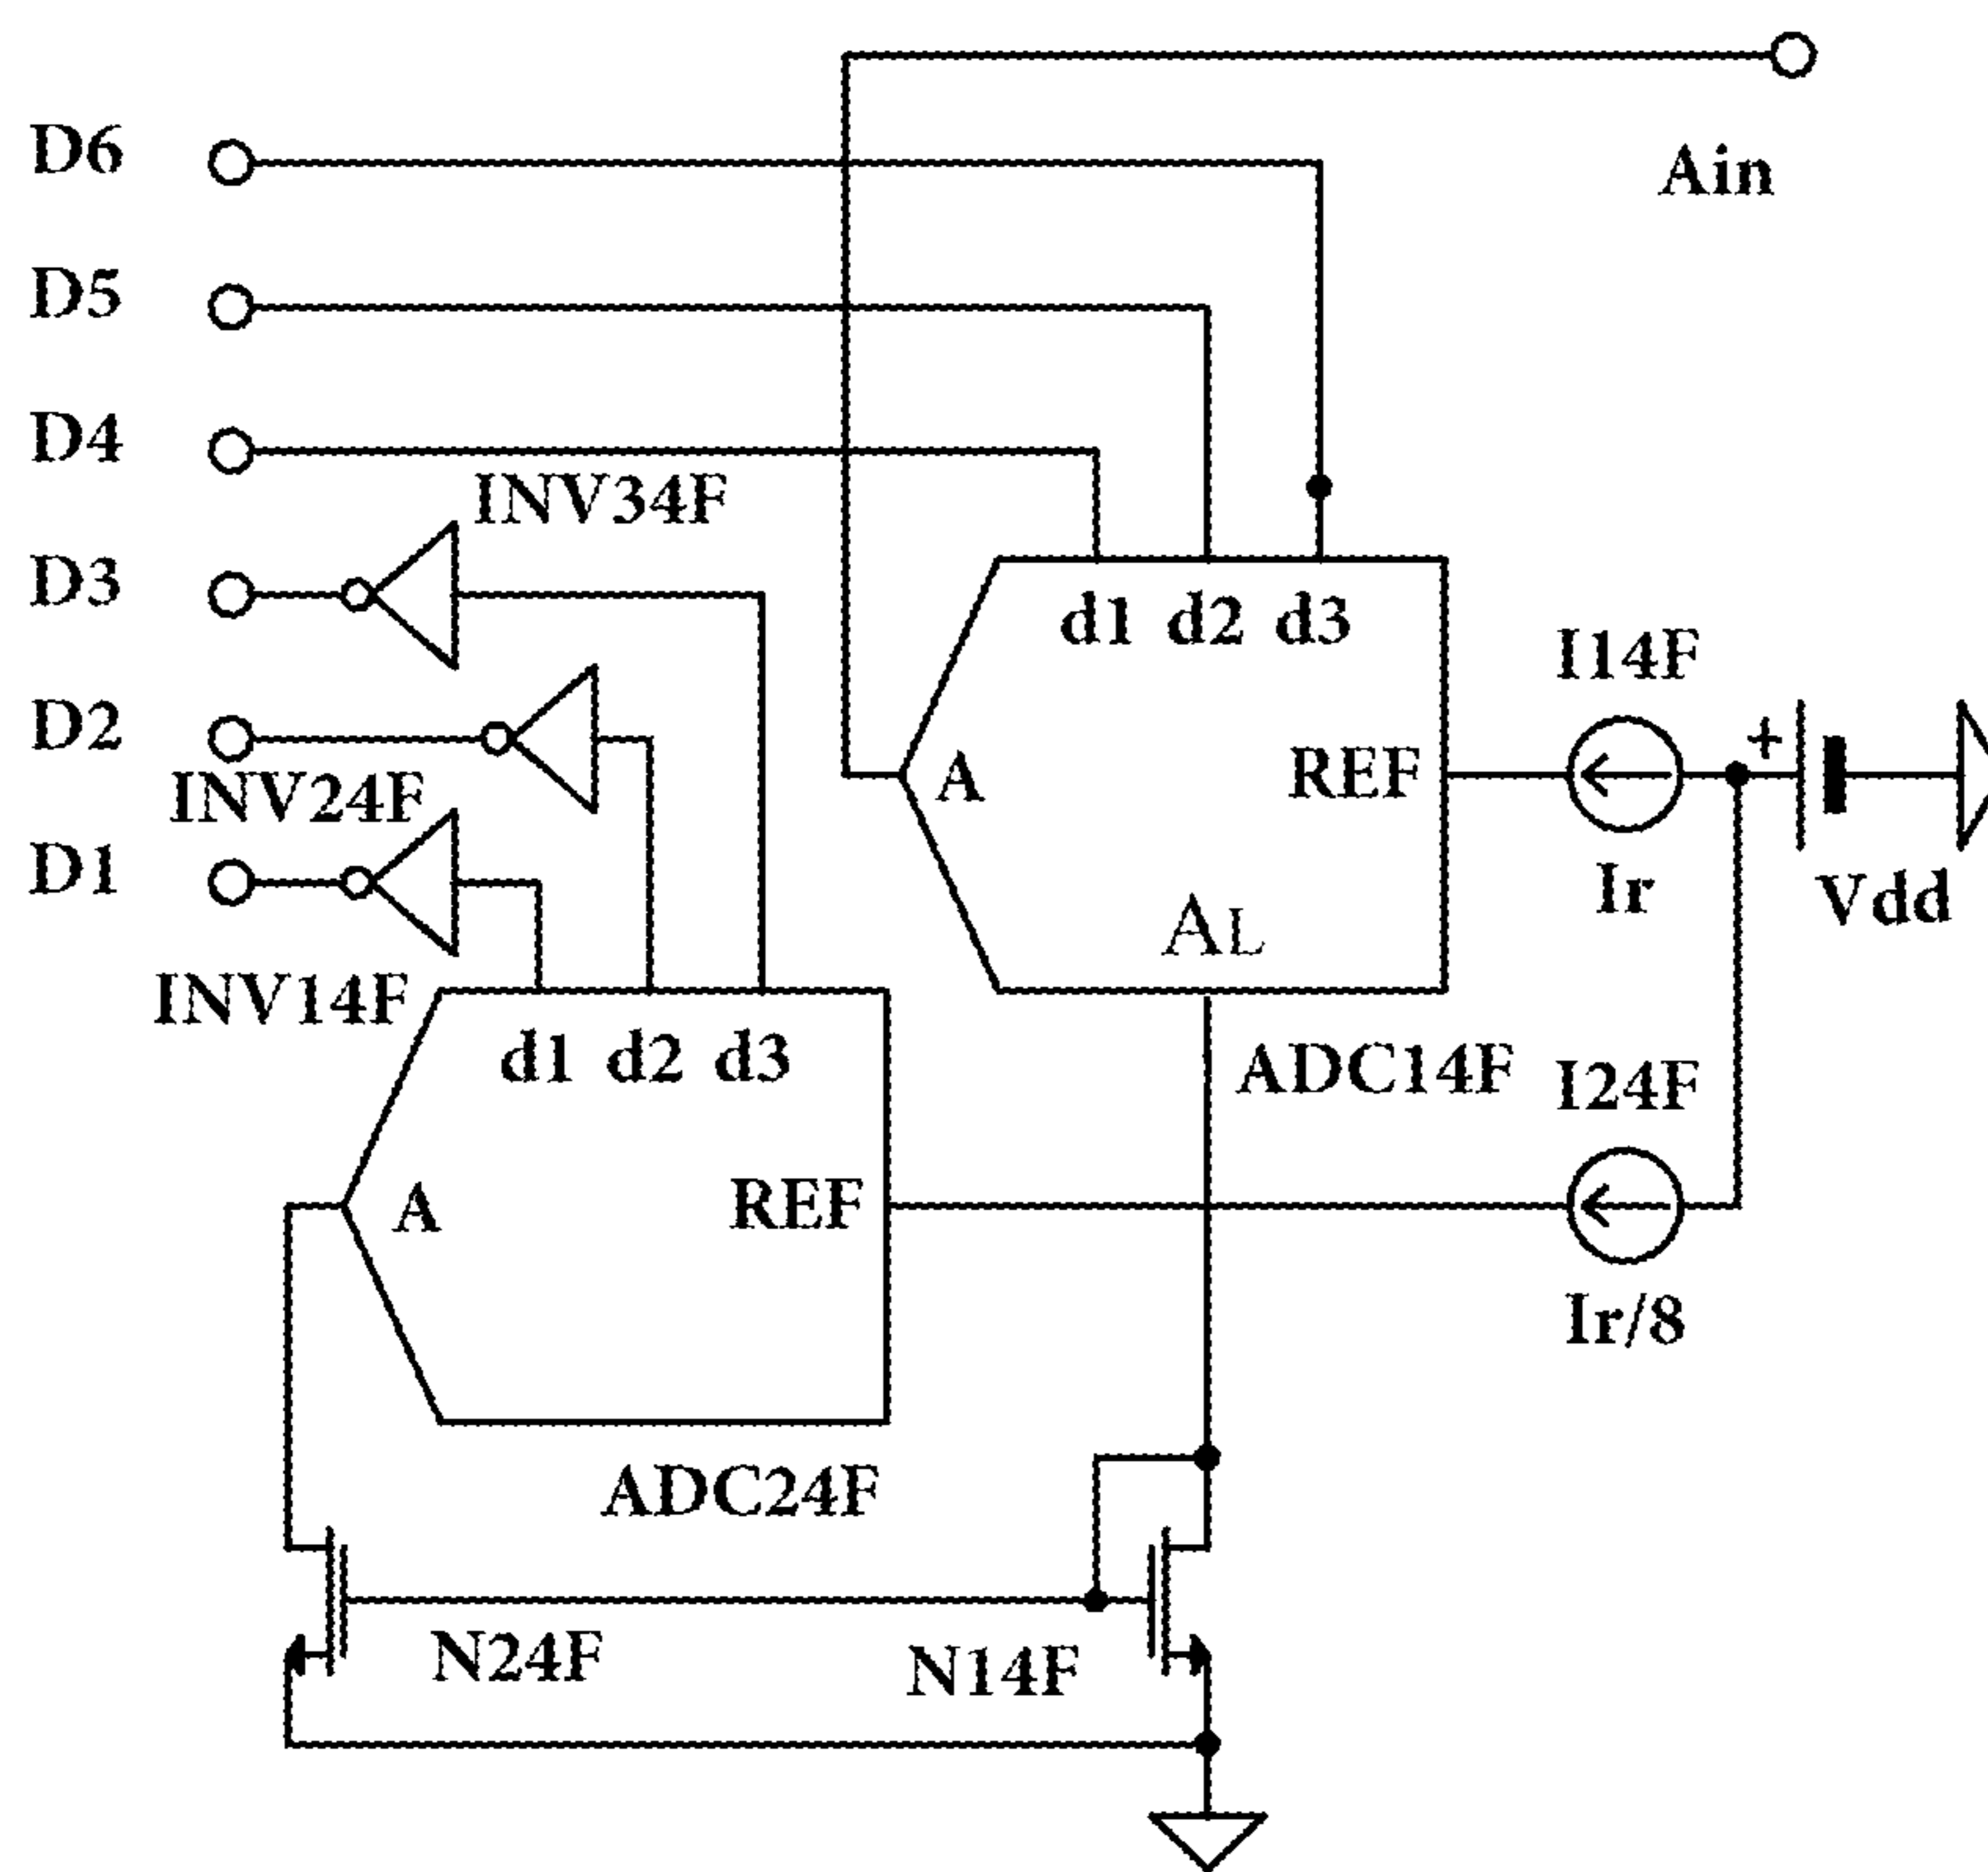 D6
Ain
D5
D4
INV34F
D3
d1 d2 d3
I14F
+
D2
INV24F
A
REF
D1
Ir
Vdd
AL
INV14F
d1 d2 d3
ADC14F
I24F
A
REF
Ir/8
ADC24F
N24F
N14F